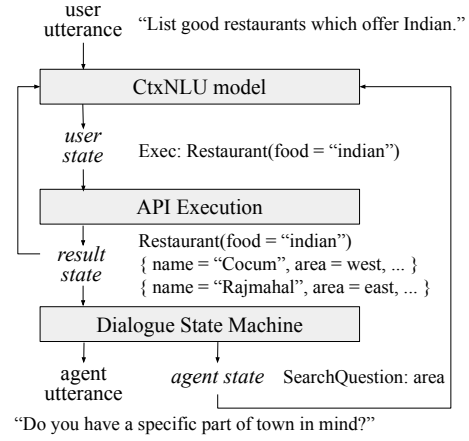 user
utterance
“List good restaurants which offer Indian.”
CtxNLU model
user
state
Exec: Restaurant(food = “indian”)
API Execution
result
state
Restaurant(food = “indian”)
{ name = “Cocum”, area = west, ... }
{ name = “Rajmahal”, area = east, ... }
Dialogue State Machine
agent
utterance
agent state
SearchQuestion: area
“Do you have a specific part of town in mind?”